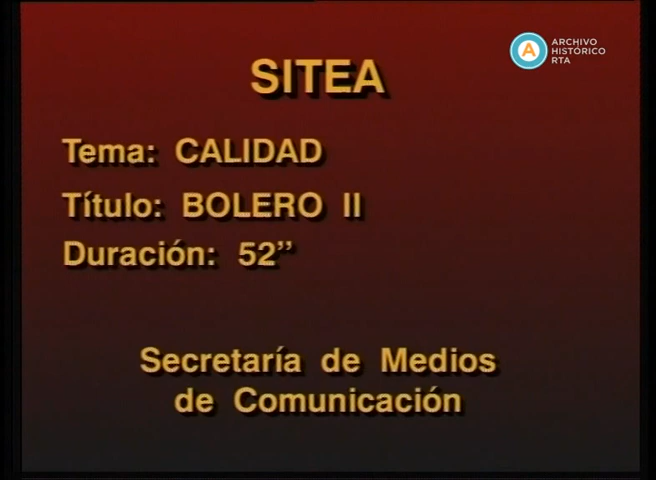 SITEA
A
ARCHIVO
HISTÓRICO
RTA
Tema: CALIDAD
Título: BOLERO II
Duración: 52”
Secretaría de Medios
de Comunicación